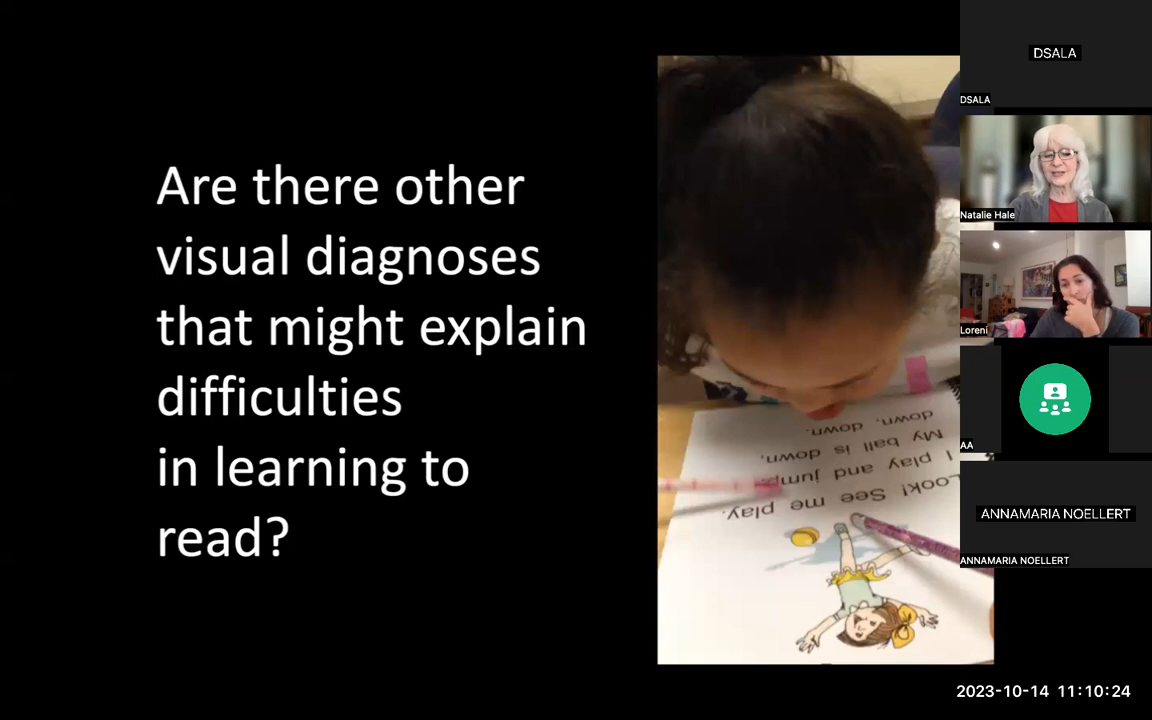 Are there other
visual diagnoses
that might explain
difficulties
in learning to
read?
Look! See me play.
I play and jump.
My ball is down,
down, down.
DSALA
DSALA
Natalie Hale
Loreni
AA
ANNAMARIA NOELLERT
ANNAMARIA NOELLERT
2023-10-14 11:10:24